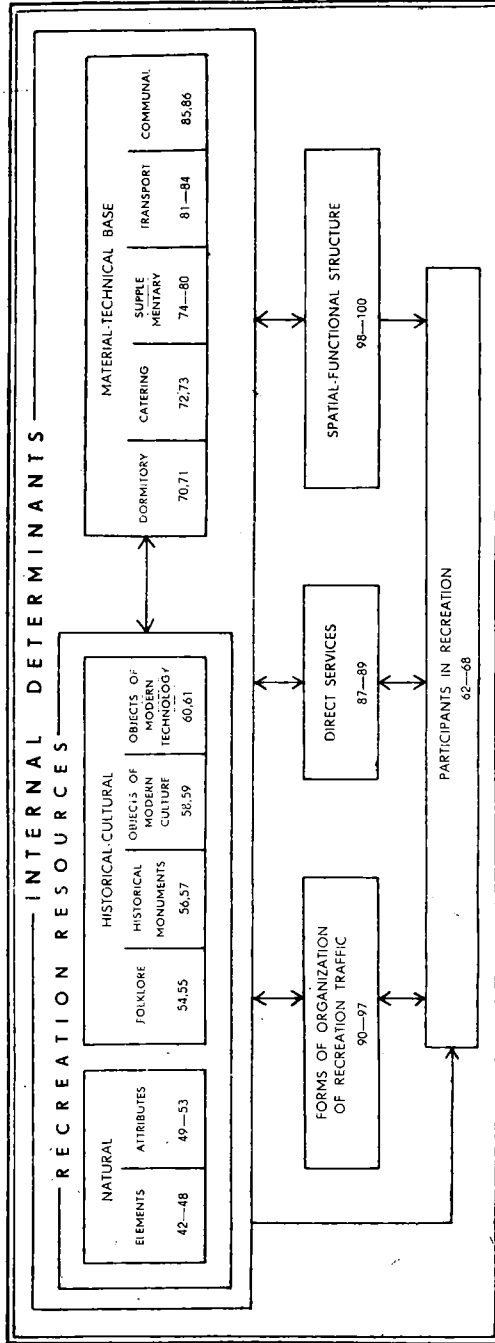 INTERNAL DETERMINANTS
RECREATION RESOURCES
NATURAL
ELEMENTS
42—48
ATTRIBUTES
49—53
HISTORICAL-CULTURAL
FOLKLORE
54,55
HISTORICAL
MONUMENTS
56,57
OBJECTS OF
MODERN
CULTURE
58,59
OBJECTS OF
MODERN
TECHNOLOGY
60,61
MATERIAL-TECHNICAL BASE
DORMITORY
70,71
CATERING
72,73
SUPPLE
MENTARY
74—80
TRANSPORT
81—84
COMMUNAL
85,86
FORMS OF ORGANIZATION
OF RECREATION TRAFFIC
90—97
DIRECT SERVICES
87—89
SPATIAL-FUNCTIONAL STRUCTURE
98—100
PARTICIPANTS IN RECREATION
62—68